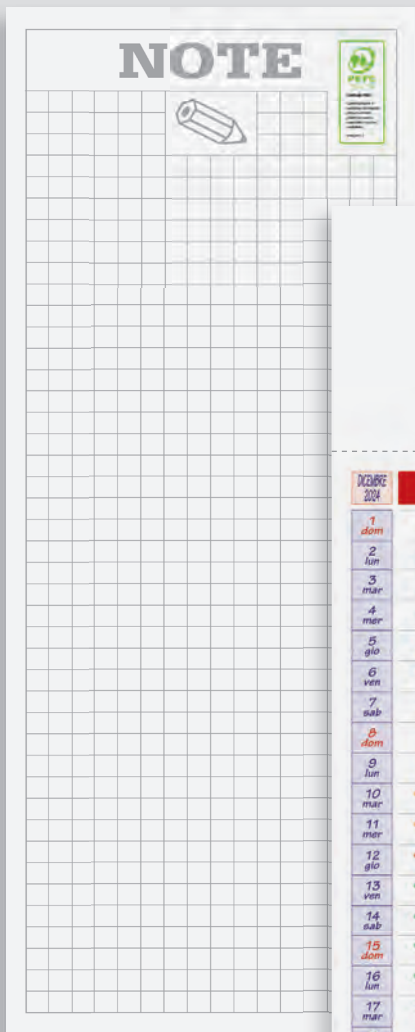 NOTE
PEFC
DICEMBRE
2024
1
dom
2
lun
3
mar
4
mer
5
gio
6
ven
7
sab
8
dom
9
lun
10
mar
11
mer
12
gio
13
ven
14
sab
15
dom
16
lun
17
mar